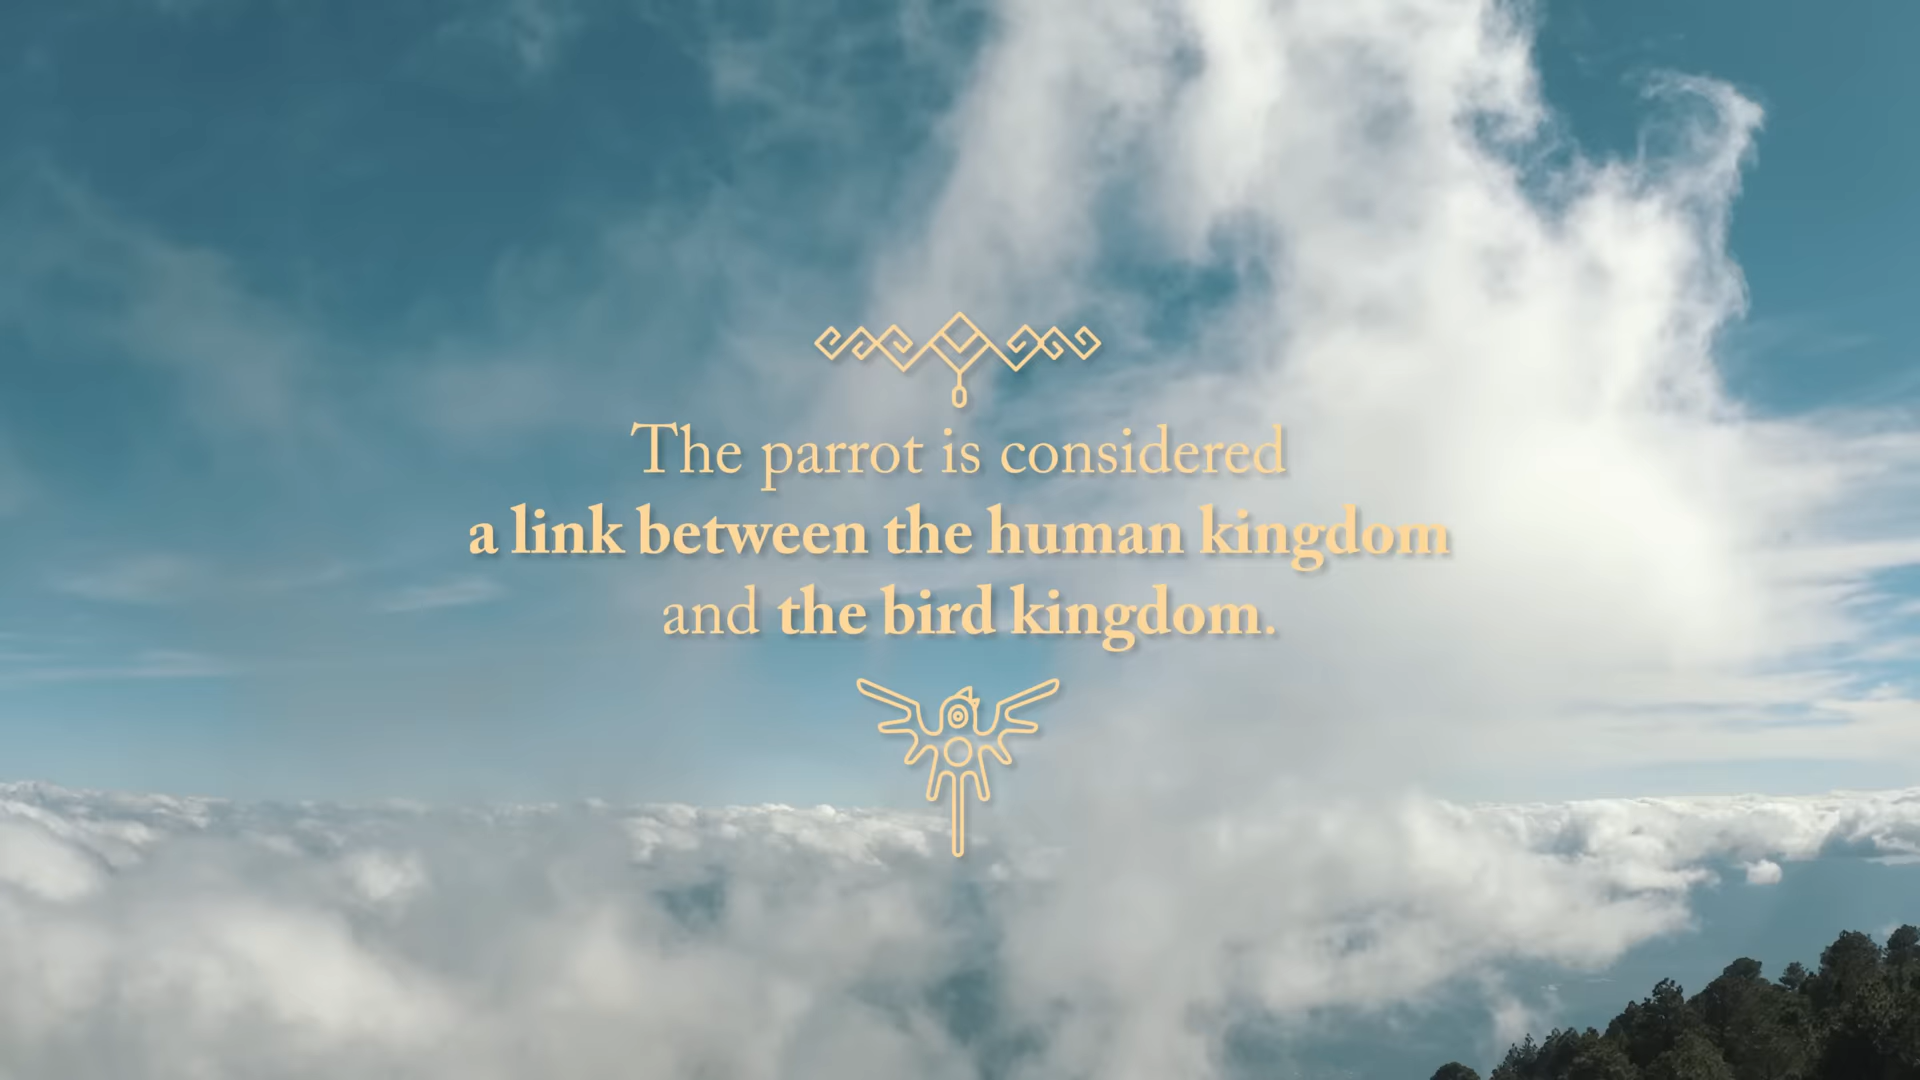 The parrot is considered
a link between the human kingdom
and the bird kingdom.